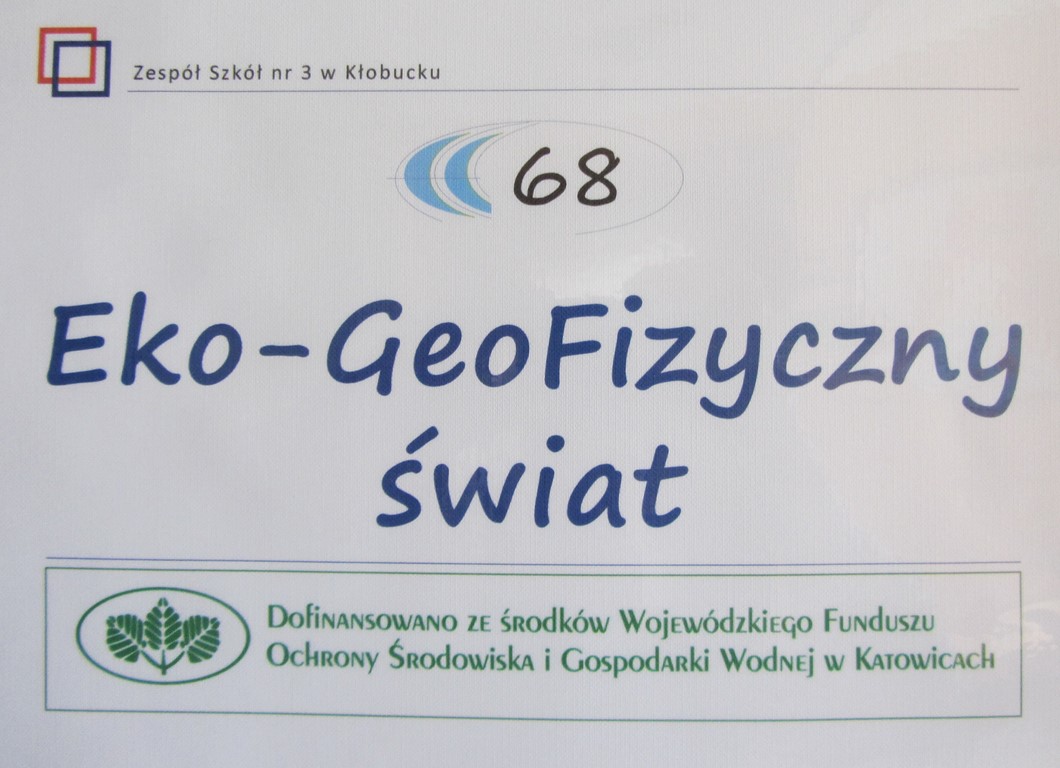 Zespół Szkół nr 3 w Kłobucku
68
Eko-GeoFizyczny
świat
Dofinansowano ze środków Wojewódzkiego Funduszu
Ochrony Środowiska i Gospodarki Wodnej w Katowicach